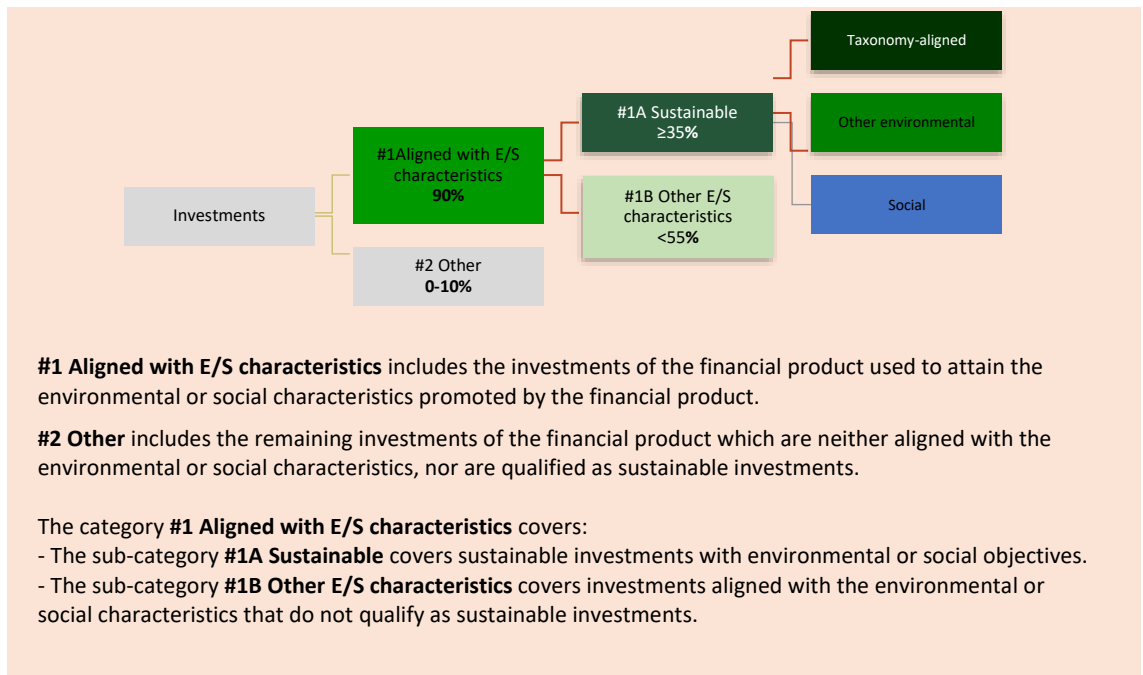 Taxonomy-aligned
#1A Sustainable
≥35%
Other environmental
#1Aligned with E/S
characteristics
90%
#1B Other E/S
characteristics
<55%
Social
Investments
#2 Other
0-10%
#1 Aligned with E/S characteristics includes the investments of the financial product used to attain the
environmental or social characteristics promoted by the financial product.
#2 Other includes the remaining investments of the financial product which are neither aligned with the
environmental or social characteristics, nor are qualified as sustainable investments.
The category #1 Aligned with E/S characteristics covers:
- The sub-category #1A Sustainable covers sustainable investments with environmental or social objectives.
- The sub-category #1B Other E/S characteristics covers investments aligned with the environmental or
social characteristics that do not qualify as sustainable investments.